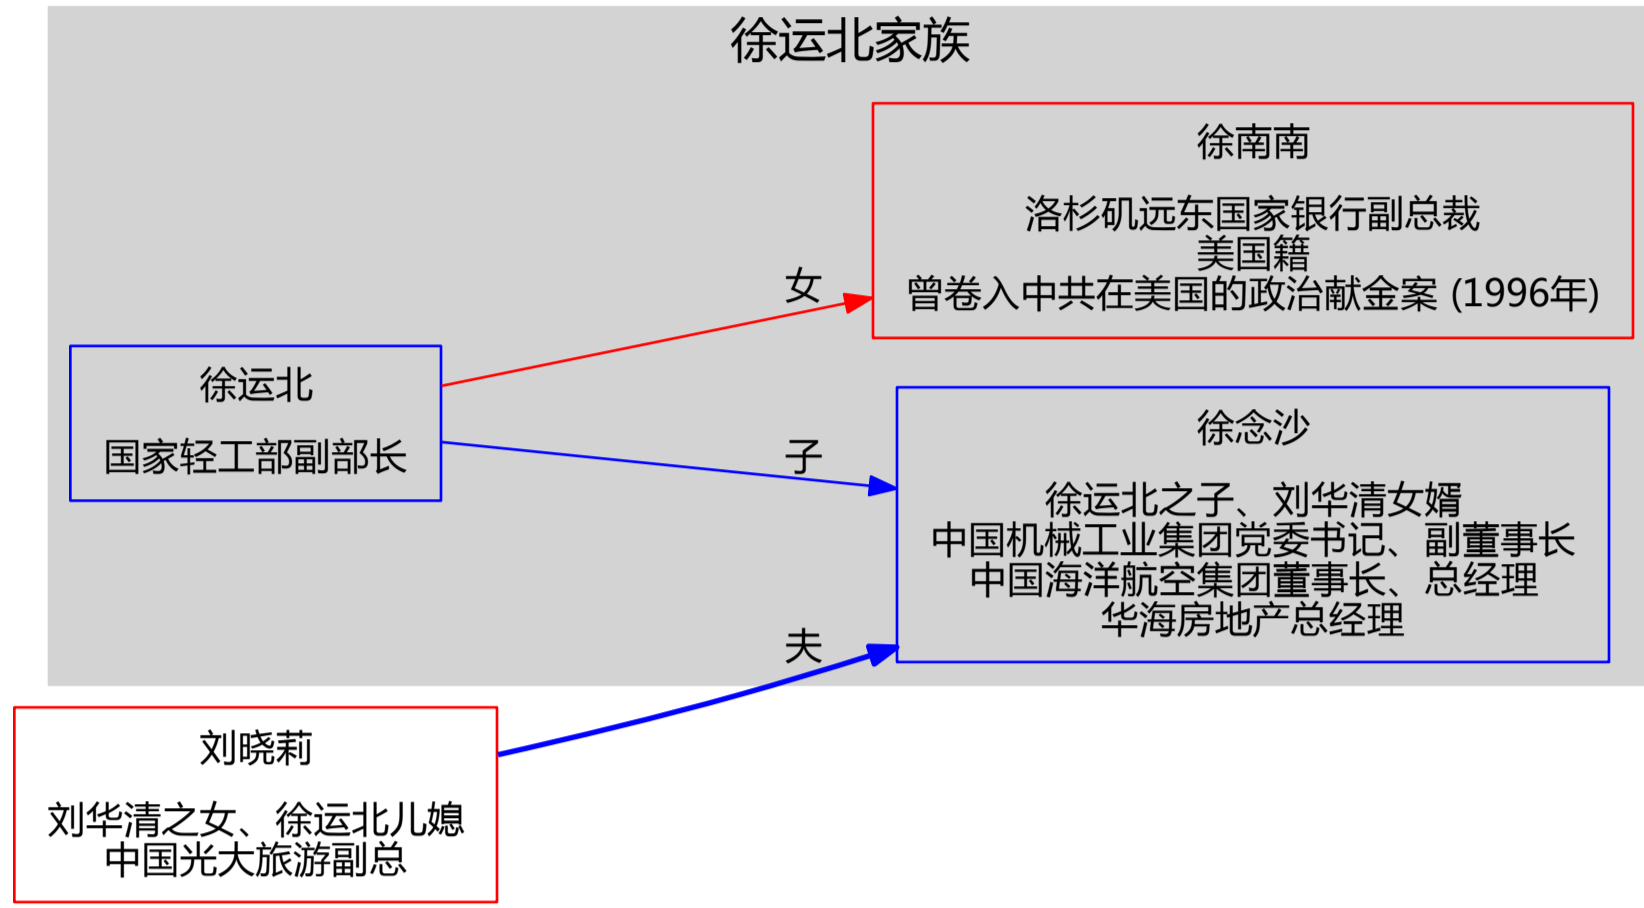 徐运北家族
徐南南
洛杉矶远东国家银行副总裁
美国籍
曾卷入中共在美国的政治献金案 (1996年)
女
徐运北
国家轻工部副部长
子
徐念沙
徐运北之子、刘华清女婿
中国机械工业集团党委书记、副董事长
中国海洋航空集团董事长、总经理
华海房地产总经理
夫
刘晓莉
刘华清之女、徐运北儿媳
中国光大旅游副总